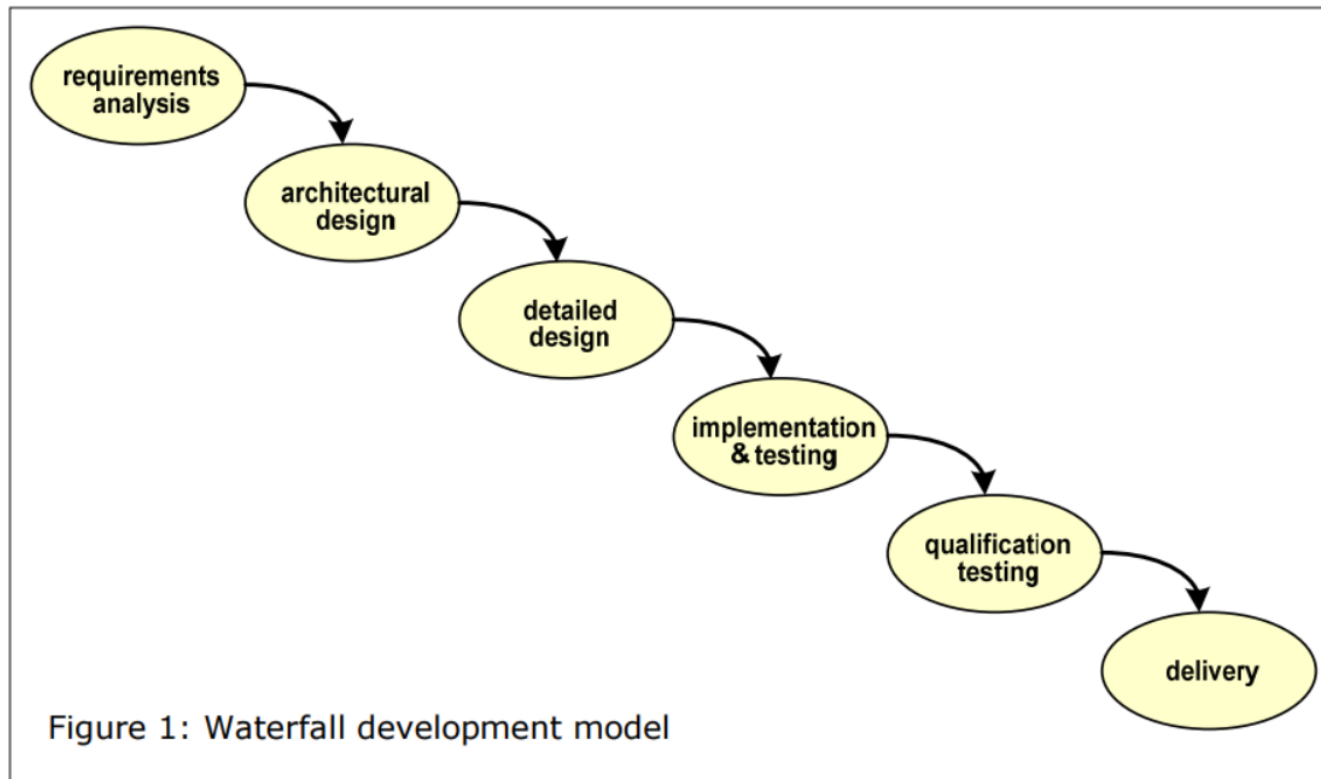 requirements
analysis
architectural
design
detailed
design
implementation
& testing
qualification
testing
delivery
Figure 1: Waterfall development model